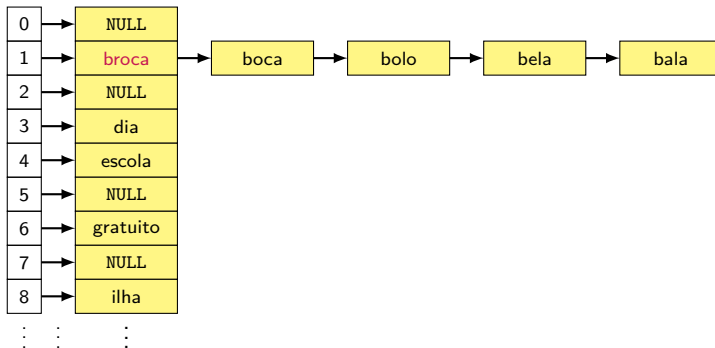 0 NULL
1 broca boca bolo bela bala
2 NULL
3 dia
4 escola
5 NULL
6 gratuito
7 NULL
8 ilha
⋮ ⋮ ⋮